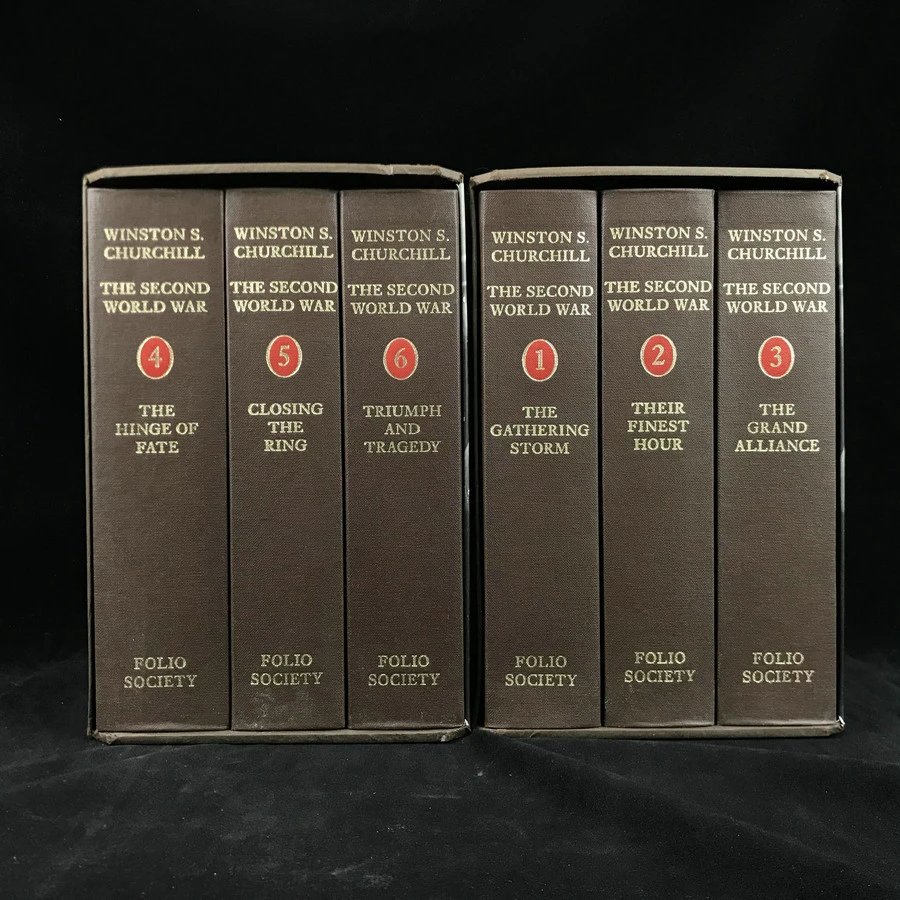 WINSTON S.
CHURCHILL
THE SECOND
WORLD WAR
4
THE
HINGE OF
FATE
FOLIO
SOCIETY
WINSTON S.
CHURCHILL
THE SECOND
WORLD WAR
5
CLOSING
THE
RING
FOLIO
SOCIETY
WINSTON S.
CHURCHILL
THE SECOND
WORLD WAR
6
TRIUMPH
AND
TRAGEDY
FOLIO
SOCIETY
WINSTON S.
CHURCHILL
THE SECOND
WORLD WAR
1
THE
GATHERING
STORM
FOLIO
SOCIETY
WINSTON S.
CHURCHILL
THE SECOND
WORLD WAR
2
THEIR
FINEST
HOUR
FOLIO
SOCIETY
WINSTON S.
CHURCHILL
THE SECOND
WORLD WAR
3
THE
GRAND
ALLIANCE
FOLIO
SOCIETY